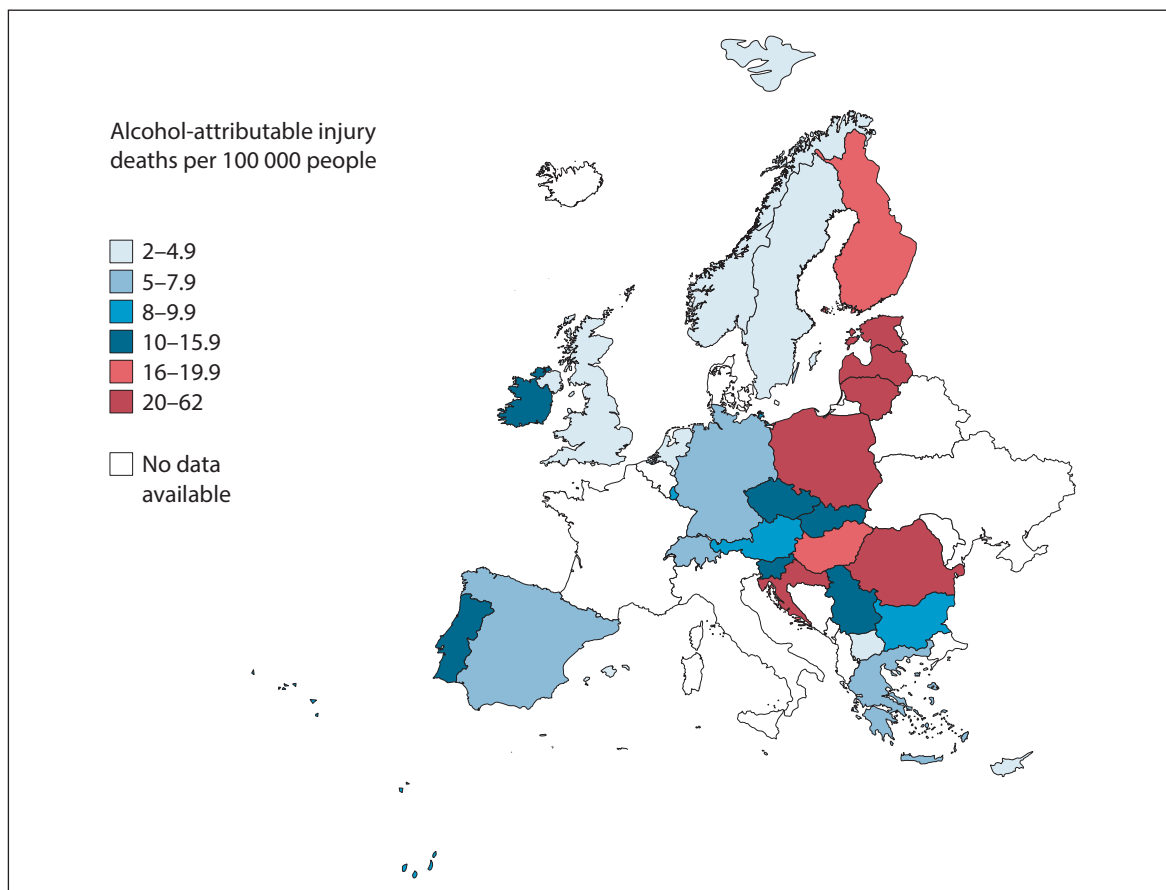 Alcohol-attributable injury
deaths per 100 000 people
2–4.9
5–7.9
8–9.9
10–15.9
16–19.9
20–62
No data
available